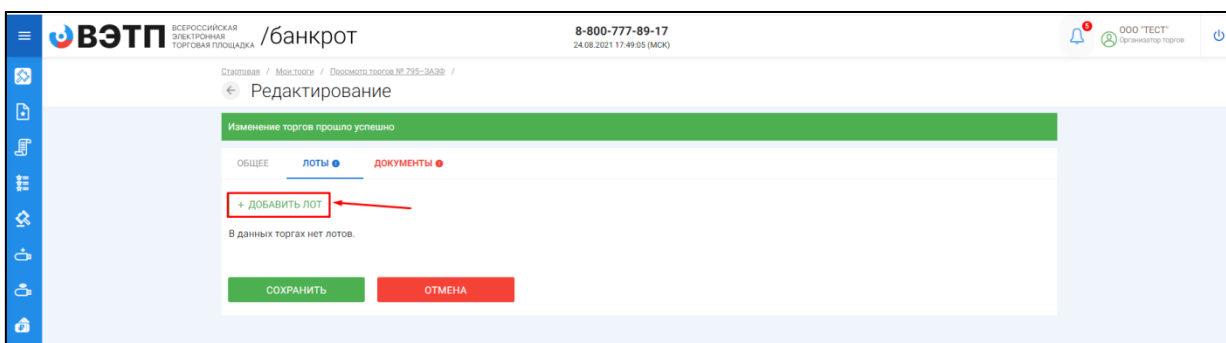 ВЭТП
ВСЕРОССИЙСКАЯ
ЭЛЕКТРОННАЯ
ТОРГОВАЯ ПЛОЩАДКА
/банкрот
8-800-777-89-17
24.08.2021 17:49:05 (МСК)
5
ООО "ТЕСТ"
Организатор торгов
Стартовая / Мои торги / Просмотр торгов № 795-ЗАЗФ /
Редактирование
Изменение торгов прошло успешно
ОБЩЕЕ ЛОТЫ ДОКУМЕНТЫ
+ ДОБАВИТЬ ЛОТ
В данных торгах нет лотов.
СОХРАНИТЬ ОТМЕНА